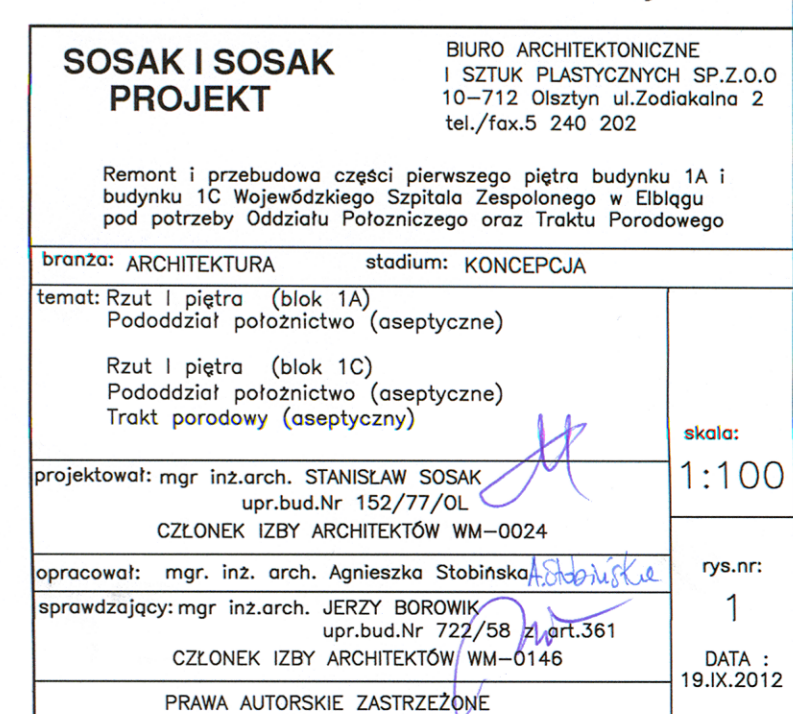 SOSAK I SOSAK
PROJEKT
BIURO ARCHITEKTONICZNE
I SZTUK PLASTYCZNYCH SP.Z.O.O
10-712 Olsztyn ul.Zodiakalna 2
tel./fax.5 240 202
Remont i przebudowa części pierwszego piętra budynku 1A i
budynku 1C Wojewódzkiego Szpitala Zespolonego w Elblągu
pod potrzeby Oddziału Położniczego oraz Traktu Porodowego
branża: ARCHITEKTURA stadium: KONCEPCJA
temat: Rzut I piętra (blok 1A)
Pododdział położnictwo (aseptyczne)
Rzut I piętra (blok 1C)
Pododdział położnictwo (aseptyczne)
Trakt porodowy (aseptyczny)
skala:
1:100
projektował: mgr inż.arch. STANISŁAW SOSAK
upr.bud.Nr 152/77/OL
CZŁONEK IZBY ARCHITEKTÓW WM-0024
opracował: mgr. inż. arch. Agnieszka Stobińska A.Stobińska
sprawdzający: mgr inż.arch. JERZY BOROWIK
upr.bud.Nr 722/58 z art.361
CZŁONEK IZBY ARCHITEKTÓW WM-0146
rys.nr:
1
DATA :
19.IX.2012
PRAWA AUTORSKIE ZASTRZEŻONE